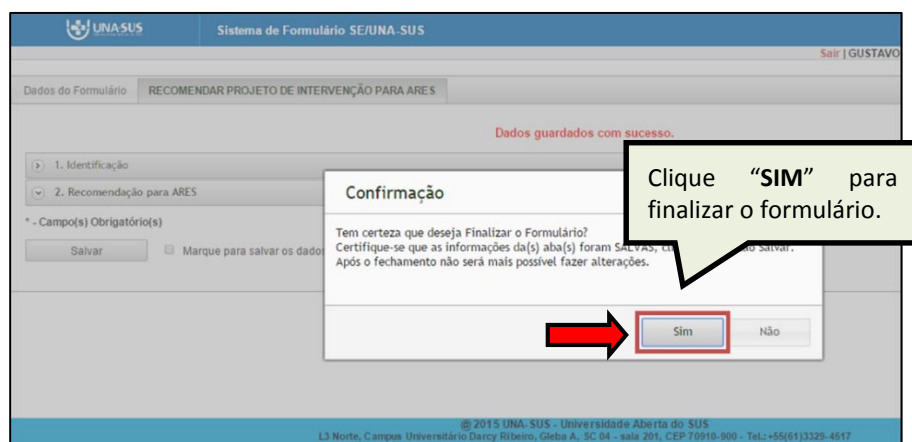 UNA-SUS
Sistema de Formulário SE/UNA-SUS
Sair | GUSTAVO
Dados do Formulário RECOMENDAR PROJETO DE INTERVENÇÃO PARA ARES
Dados guardados com sucesso.
1. Identificação
2. Recomendação para ARES
* - Campo(s) Obrigatório(s)
Salvar Marque para salvar os dado
Confirmação
Tem certeza que deseja Finalizar o Formulário?
Certifique-se que as informações da(s) aba(s) foram SALVAS, Salvar.
Após o fechamento não será mais possível fazer alterações.
Sim Não
Clique “SIM” para
finalizar o formulário.
@ 2015 UNA-SUS - Universidade Aberta do SUS
L3 Norte, Campus Universitário Darcy Ribeiro, Gleba A, SC 04 - sala 201, CEP 70910-900 - Tel.:+55(61)3329-4517